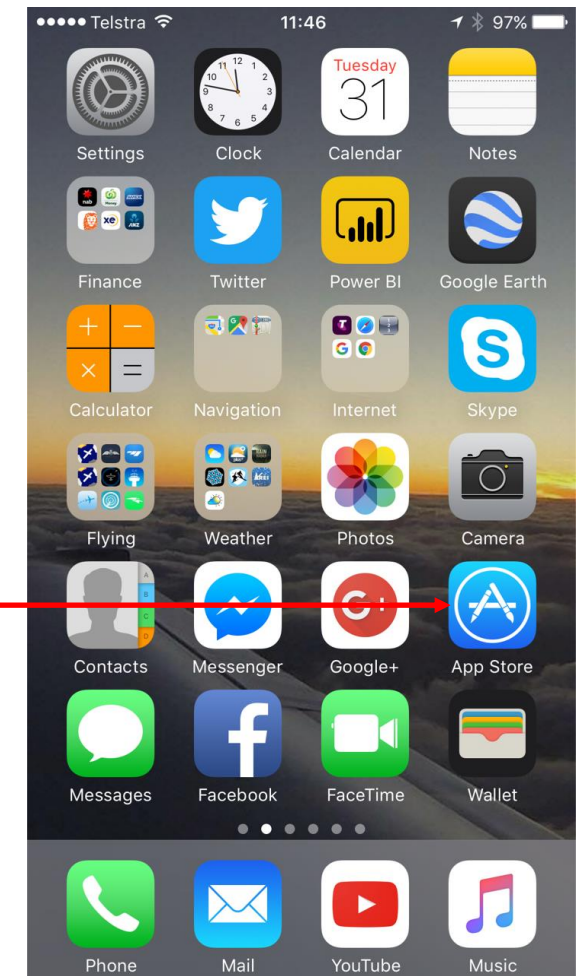 Telstra 11:46 97%
Tuesday
31
Settings Clock Calendar Notes
Finance Twitter Power BI Google Earth
Calculator Navigation Internet Skype
Flying Weather Photos Camera
Contacts Messenger Google+ App Store
Messages Facebook FaceTime Wallet
Phone Mail YouTube Music